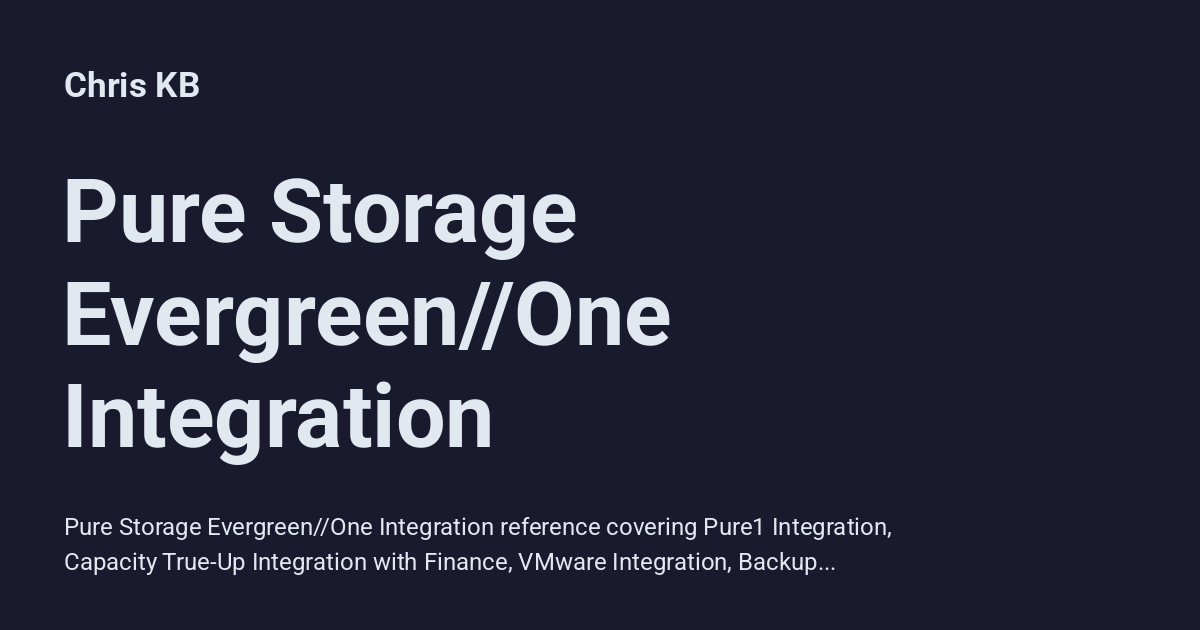 Chris KB
Pure Storage
Evergreen//One
Integration
Pure Storage Evergreen//One Integration reference covering Pure1 Integration,
Capacity True-Up Integration with Finance, VMware Integration, Backup...